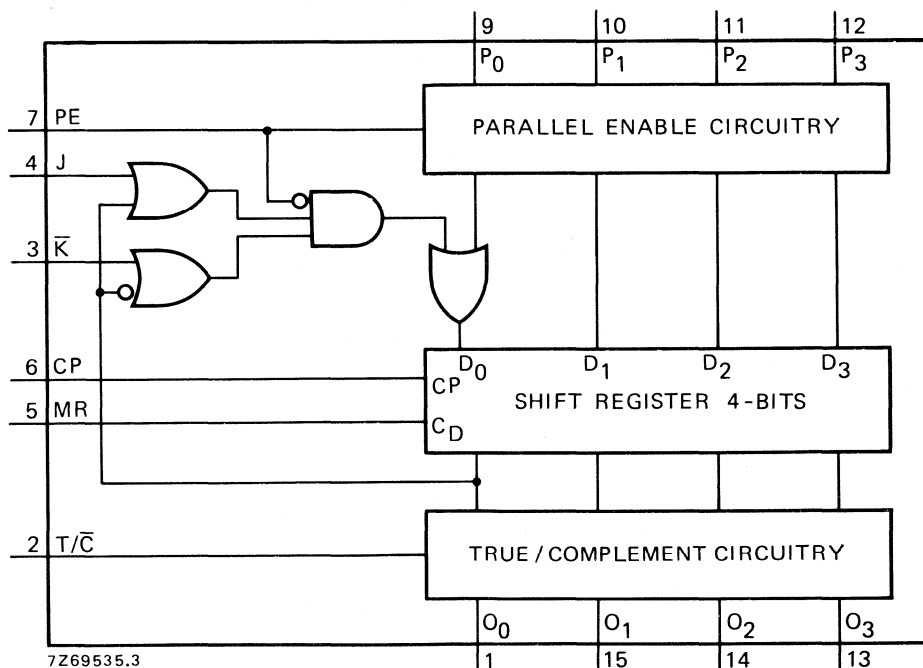 9 10 11 12
P0 P1 P2 P3
7 PE
PARALLEL ENABLE CIRCUITRY
4 J
3 K̅
D0 D1 D2 D3
6 CP
CP
SHIFT REGISTER 4-BITS
5 MR
CD
2 T/C̅
TRUE / COMPLEMENT CIRCUITRY
O0 O1 O2 O3
7Z69535.3
1 15 14 13